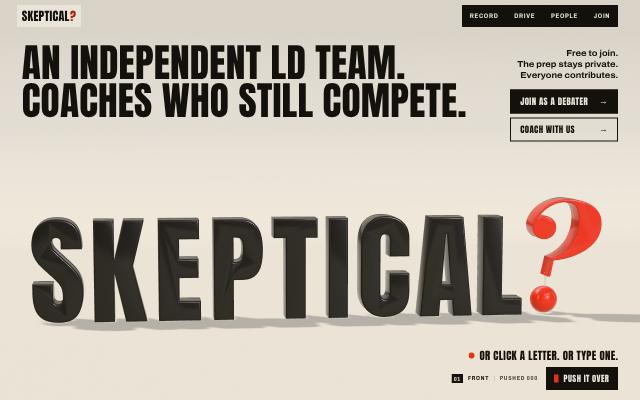 SKEPTICAL?
RECORD DRIVE PEOPLE JOIN
AN INDEPENDENT LD TEAM.
COACHES WHO STILL COMPETE.
Free to join.
The prep stays private.
Everyone contributes.
JOIN AS A DEBATER →
COACH WITH US →
SKEPTICAL?
OR CLICK A LETTER. OR TYPE ONE.
01 FRONT PUSHED 000
PUSH IT OVER